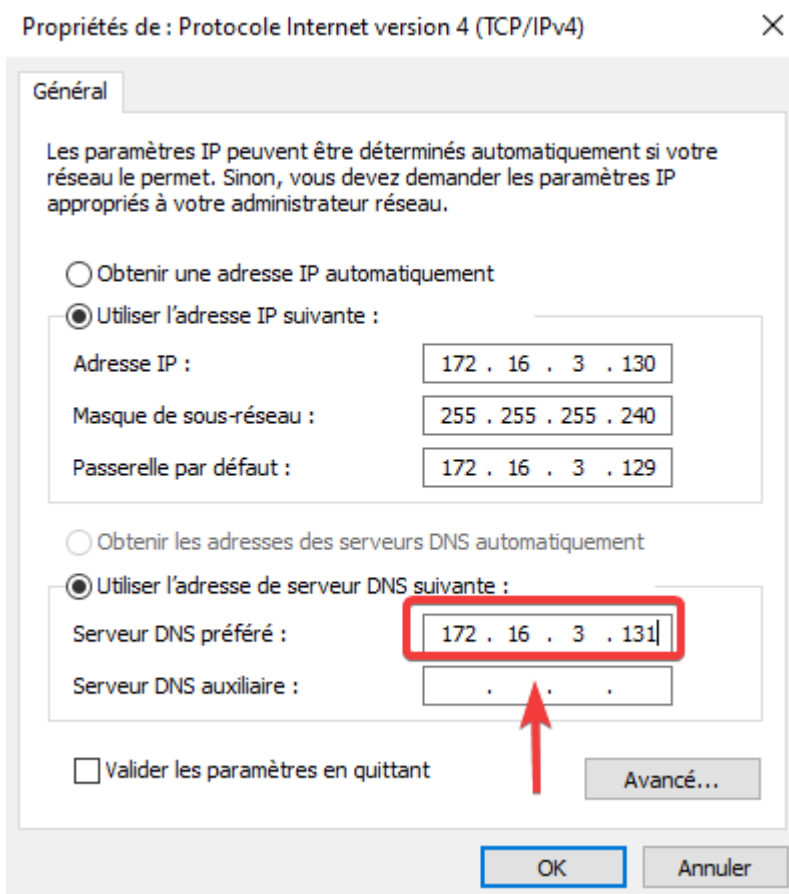 Propriétés de : Protocole Internet version 4 (TCP/IPv4)
Général
Les paramètres IP peuvent être déterminés automatiquement si votre
réseau le permet. Sinon, vous devez demander les paramètres IP
appropriés à votre administrateur réseau.
Obtenir une adresse IP automatiquement
Utiliser l'adresse IP suivante :
Adresse IP : 172 . 16 . 3 . 130
Masque de sous-réseau : 255 . 255 . 255 . 240
Passerelle par défaut : 172 . 16 . 3 . 129
Obtenir les adresses des serveurs DNS automatiquement
Utiliser l'adresse de serveur DNS suivante :
Serveur DNS préféré : 172 . 16 . 3 . 131
Serveur DNS auxiliaire : . . .
Valider les paramètres en quittant
Avancé...
OK Annuler